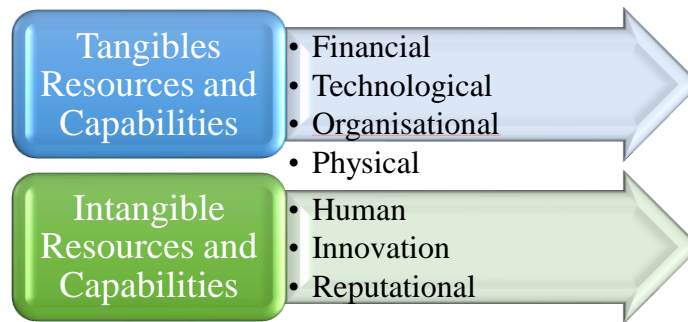 Tangibles
Resources and
Capabilities
• Financial
• Technological
• Organisational
• Physical
Intangible
Resources and
Capabilities
• Human
• Innovation
• Reputational